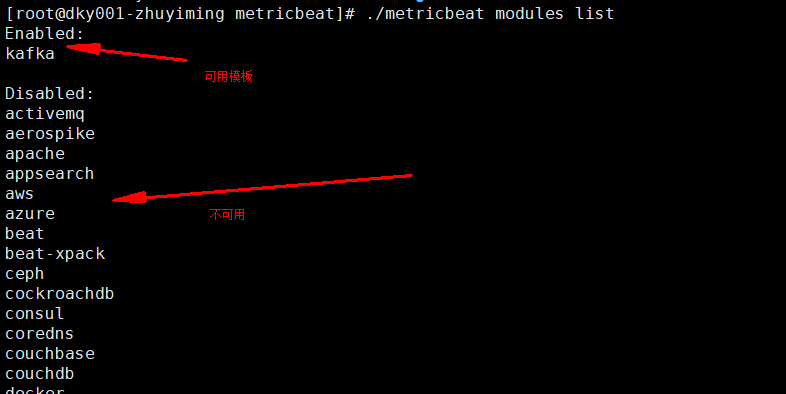 [root@dky001-zhuyiming metricbeat]# ./metricbeat modules list
Enabled:
kafka
可用模板
Disabled:
activemq
aerospike
apache
appsearch
aws
azure
不可用
beat
beat-xpack
ceph
cockroachdb
consul
coredns
couchbase
couchdb
docker